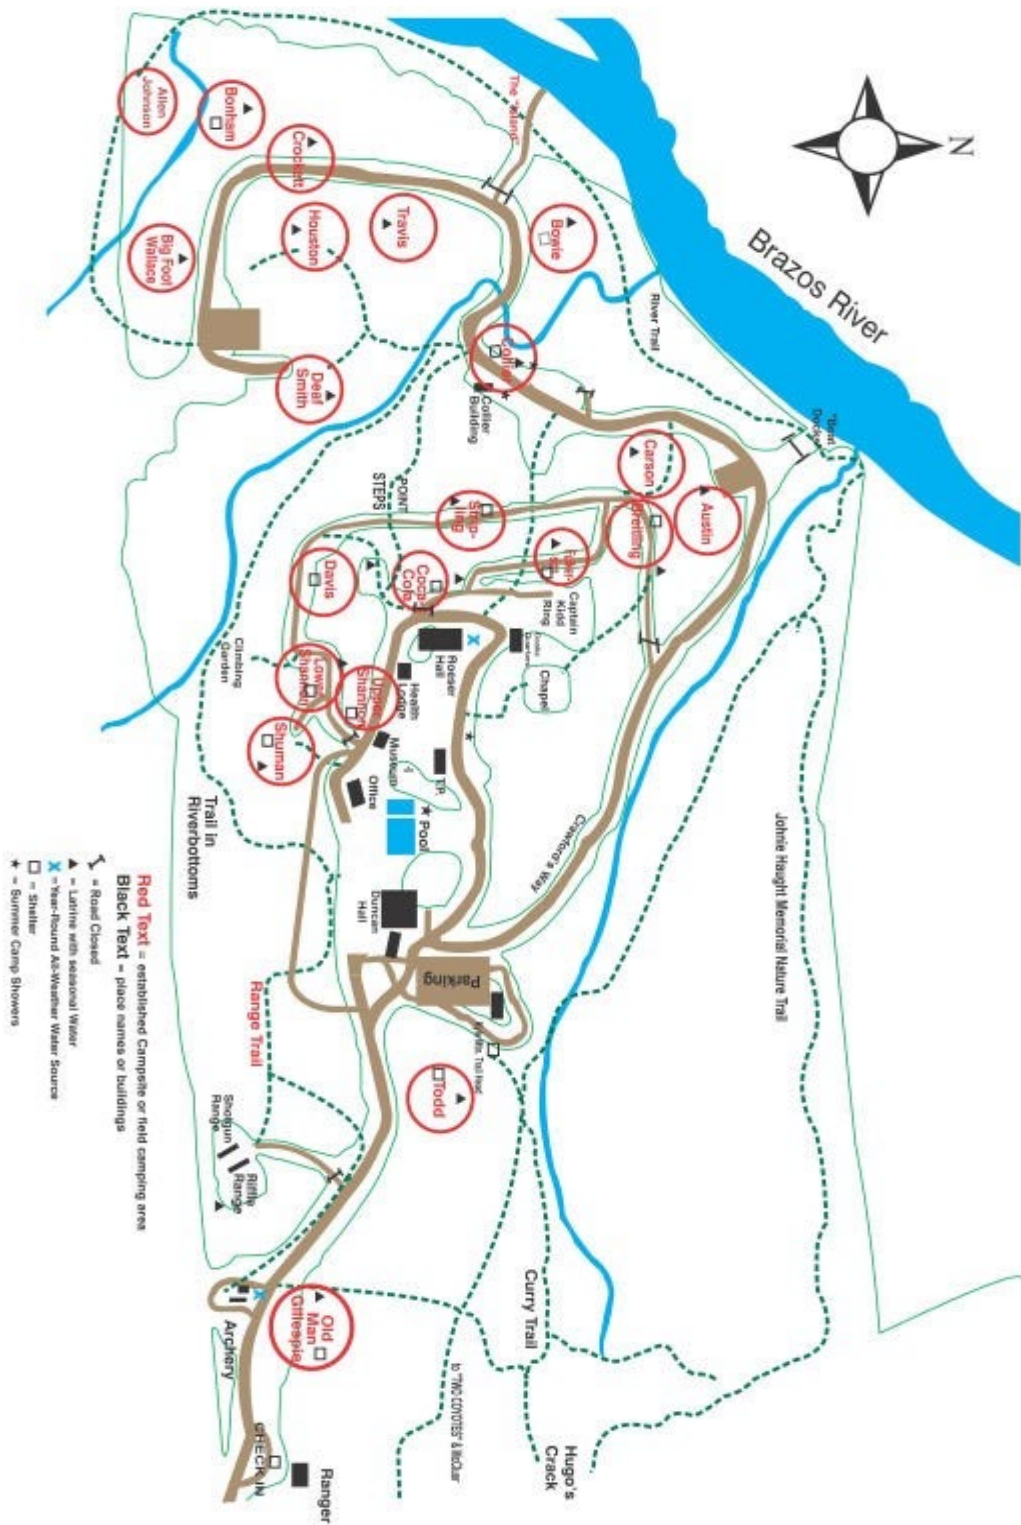 N
Brazos River
The "Island"
Allen
Johnson
Bonham
Crockett
Travis
Houston
Big Foot
Wallace
Bowie
River Trail
Collier
Collier
Building
Deaf
Smith
Carson
Austin
Breitling
POINT
STEPS
Strip-
ling
Davis
Coca-
Cola
Captain
Kidd
Ring
Chapel
Roeser
Hall
Health
Lodge
Climbing
Garden
Lower
Shannon
Upper
Shannon
Shuman
Museum
Office
T.P.
Pool
Crawford's Way
Johnie Haught Memorial Nature Trail
Trail in
Riverbottoms
Duncan
Hall
Parking
Todd
Range Trail
Shotgun
Range
Riffle
Range
Old
Man
Gillespie
Archery
Curry Trail
Hugo's
Crack
CHECK IN
Ranger
Red Text = established Campsite or field camping area
Black Text = place names or buildings
= Road Closed
= Latrine with seasonal Water
= Year-Round All-Weather Water Source
= Shelter
= Summer Camp Showers